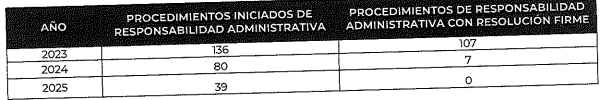 AÑO PROCEDIMIENTOS INICIADOS DE RESPONSABILIDAD ADMINISTRATIVA PROCEDIMIENTOS DE RESPONSABILIDAD ADMINISTRATIVA CON RESOLUCIÓN FIRME
2023 136 107
2024 80 7
2025 39 0